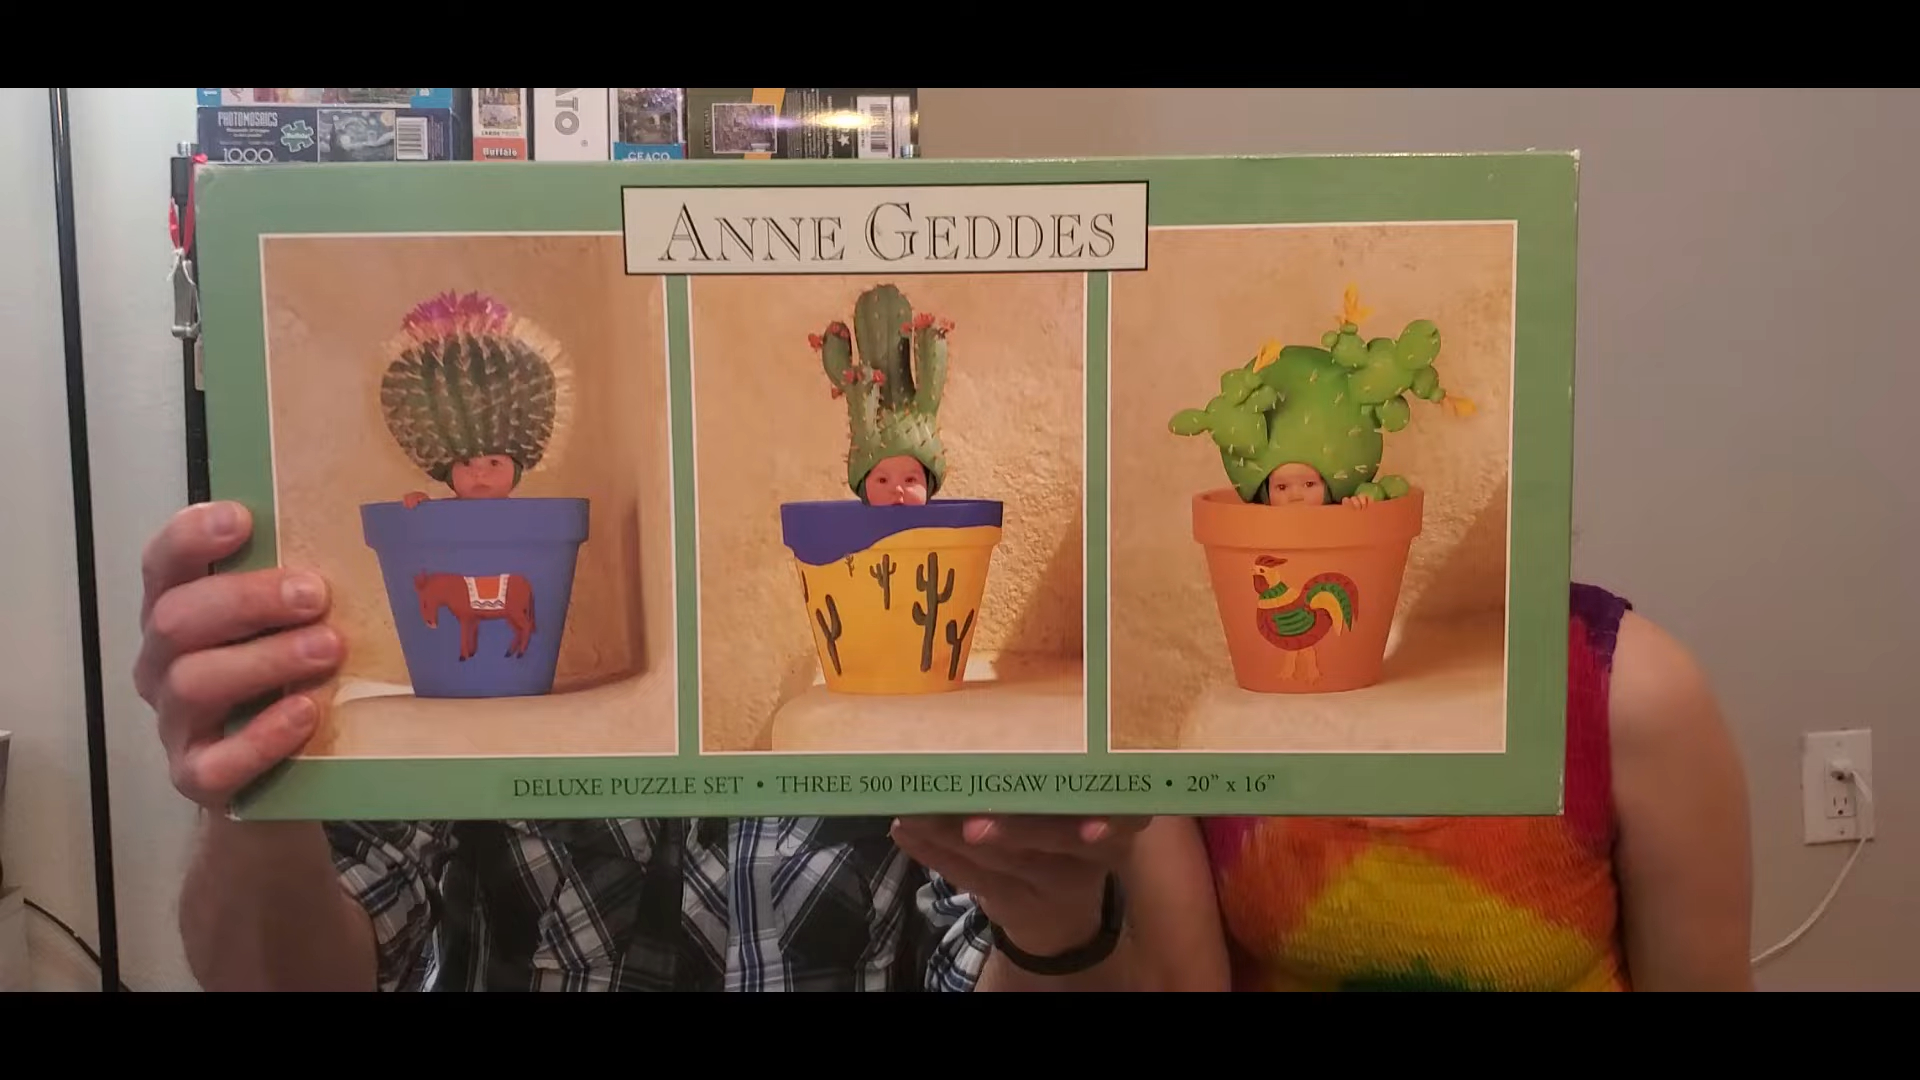 PHOTOMOSAICS
1000
Buffalo
CEACO
ANNE GEDDES
DELUXE PUZZLE SET • THREE 500 PIECE JIGSAW PUZZLES • 20” x 16”